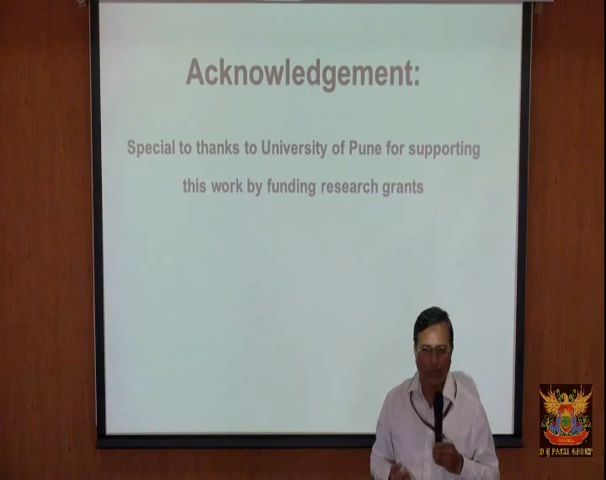 Acknowledgement:
Special to thanks to University of Pune for supporting
this work by funding research grants